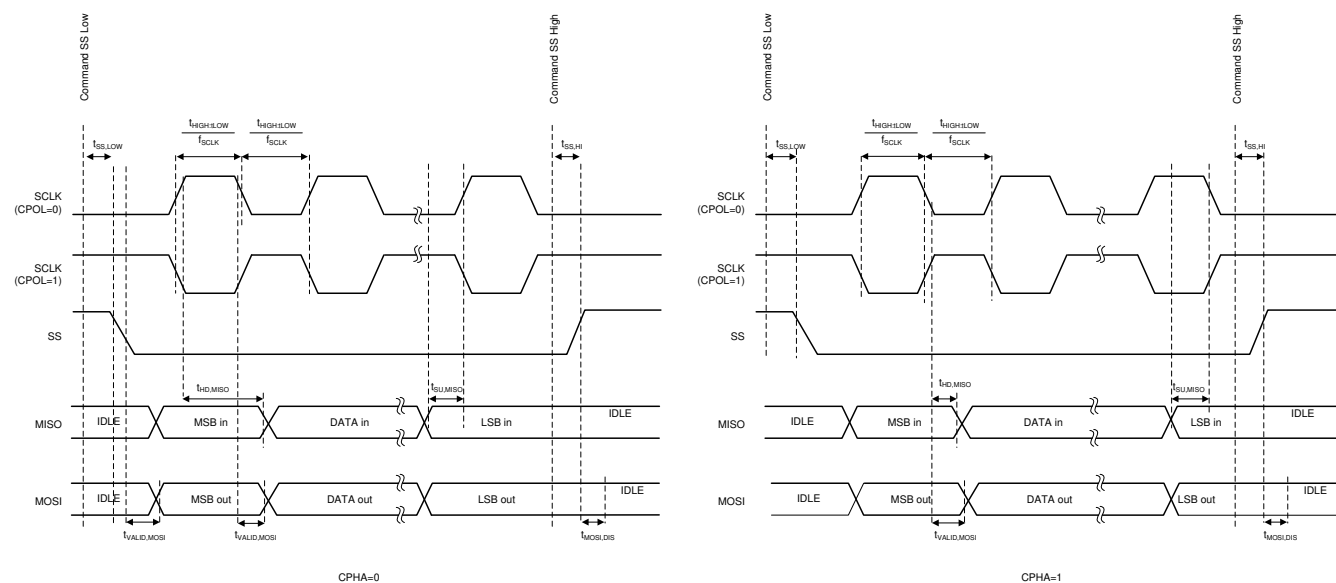 Command SS Low
Command SS High
tHIGH:tLOW
fSCLK
tHIGH:tLOW
fSCLK
tSS,LOW
tSS,HI
SCLK
(CPOL=0)
SCLK
(CPOL=1)
SS
tHD,MISO
tSU,MISO
MISO
IDLE
MSB in
DATA in
LSB in
IDLE
MOSI
IDLE
MSB out
DATA out
LSB out
IDLE
tVALID,MOSI
tVALID,MOSI
tMOSI,DIS
CPHA=0
Command SS Low
Command SS High
tHIGH:tLOW
fSCLK
tHIGH:tLOW
fSCLK
tSS,LOW
tSS,HI
SCLK
(CPOL=0)
SCLK
(CPOL=1)
SS
tHD,MISO
tSU,MISO
MISO
IDLE
MSB in
DATA in
LSB in
IDLE
MOSI
IDLE
MSB out
DATA out
LSB out
IDLE
tVALID,MOSI
tMOSI,DIS
CPHA=1